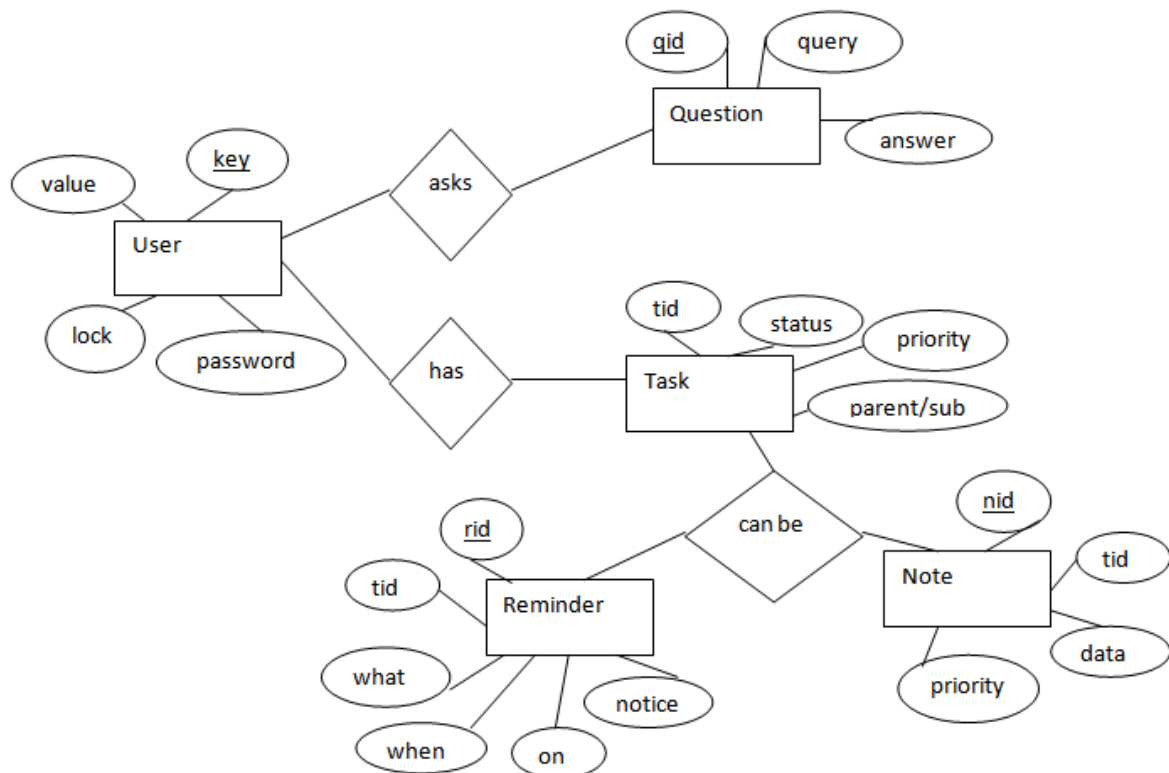 qid
query
Question
answer
key
value
asks
User
lock
password
tid
status
priority
has
Task
parent/sub
rid
can be
nid
tid
Reminder
Note
tid
what
notice
data
priority
when
on